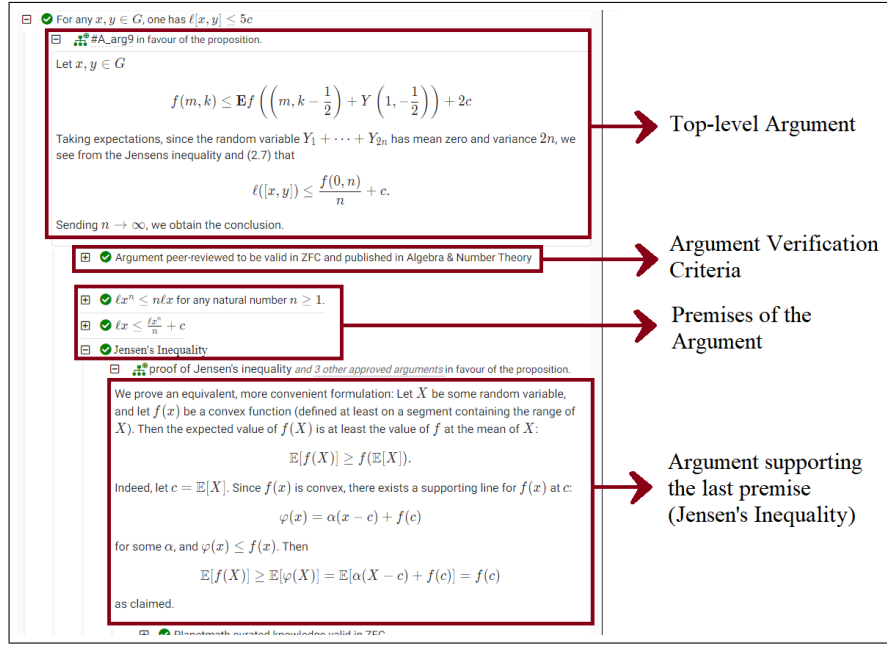 For any x, y ∈ G, one has ℓ[x, y] ≤ 5c
#A_arg9 in favour of the proposition.
Let x, y ∈ G
f(m, k) ≤ Ef((m, k − 1/2) + Y(1, −1/2)) + 2c
Taking expectations, since the random variable Y₁ + ⋯ + Y₂ₙ has mean zero and variance 2n, we
see from the Jensens inequality and (2.7) that
ℓ([x, y]) ≤ f(0, n)/n + c.
Sending n → ∞, we obtain the conclusion.
Argument peer-reviewed to be valid in ZFC and published in Algebra & Number Theory
ℓxⁿ ≤ nℓx for any natural number n ≥ 1.
ℓx ≤ ℓxⁿ/n + c
Jensen's Inequality
proof of Jensen's inequality and 3 other approved arguments in favour of the proposition.
We prove an equivalent, more convenient formulation: Let X be some random variable,
and let f(x) be a convex function (defined at least on a segment containing the range of
X). Then the expected value of f(X) is at least the value of f at the mean of X:
𝔼[f(X)] ≥ f(𝔼[X]).
Indeed, let c = 𝔼[X]. Since f(x) is convex, there exists a supporting line for f(x) at c:
φ(x) = α(x − c) + f(c)
for some α, and φ(x) ≤ f(x). Then
𝔼[f(X)] ≥ 𝔼[φ(X)] = 𝔼[α(X − c) + f(c)] = f(c)
as claimed.
Planetmath curated knowledge valid in ZFC
Top-level Argument
Argument Verification
Criteria
Premises of the
Argument
Argument supporting
the last premise
(Jensen's Inequality)